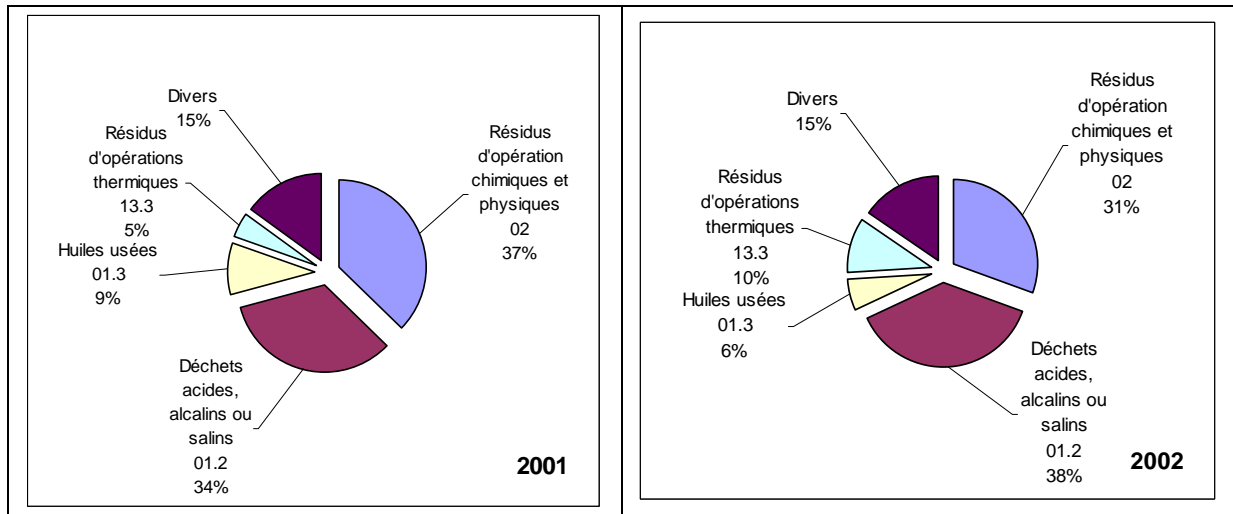 Divers
15%
Résidus
d'opérations
thermiques
13.3
5%
Huiles usées
01.3
9%
Résidus
d'opération
chimiques et
physiques
02
37%
Déchets
acides,
alcalins ou
salins
01.2
34%
2001
Divers
15%
Résidus
d'opérations
thermiques
13.3
10%
Huiles usées
01.3
6%
Résidus
d'opération
chimiques et
physiques
02
31%
Déchets
acides,
alcalins ou
salins
01.2
38%
2002